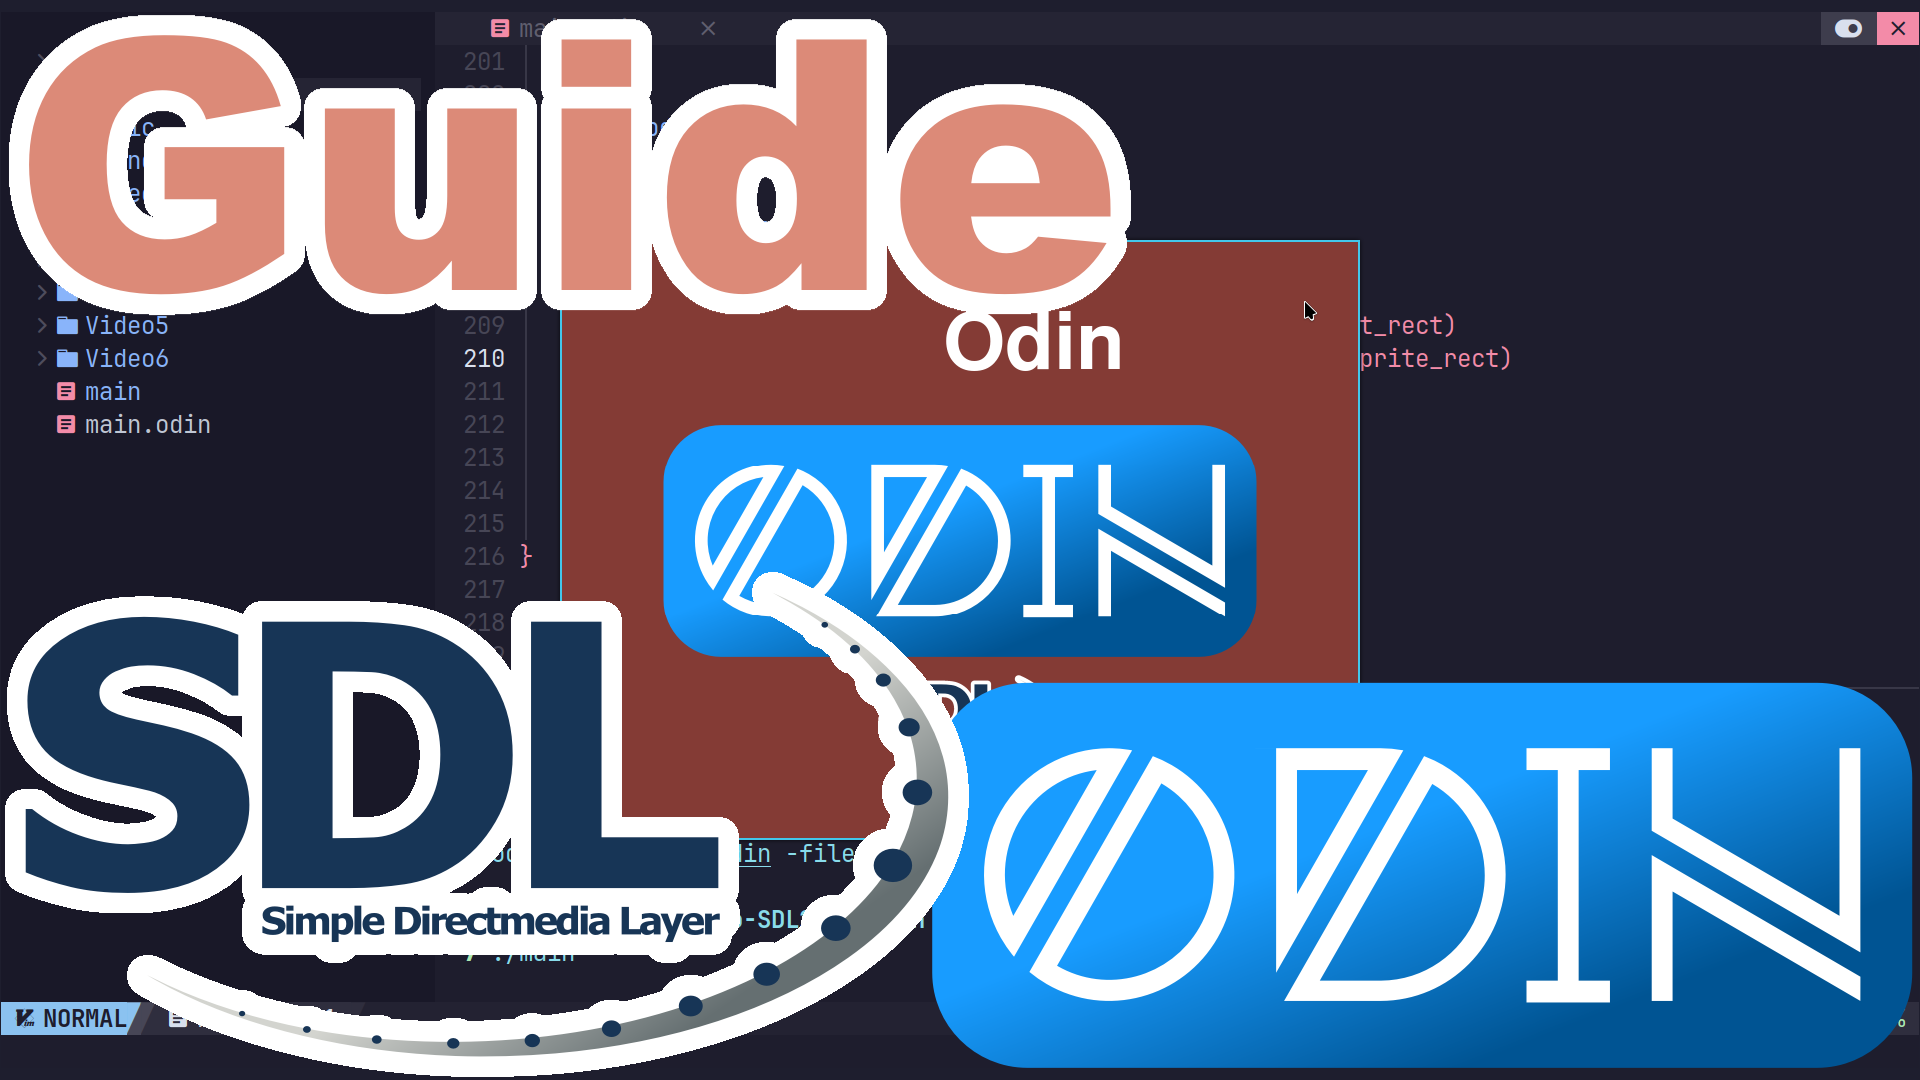 Guide
201
209
t_rect)
Video5
210
prite_rect)
Video6
211
main
212
main.odin
213
214
215
216 }
217
218
Odin
ODIN
SDL
Simple Directmedia Layer
ODIN
din -file
-SDL
./main
NORMAL